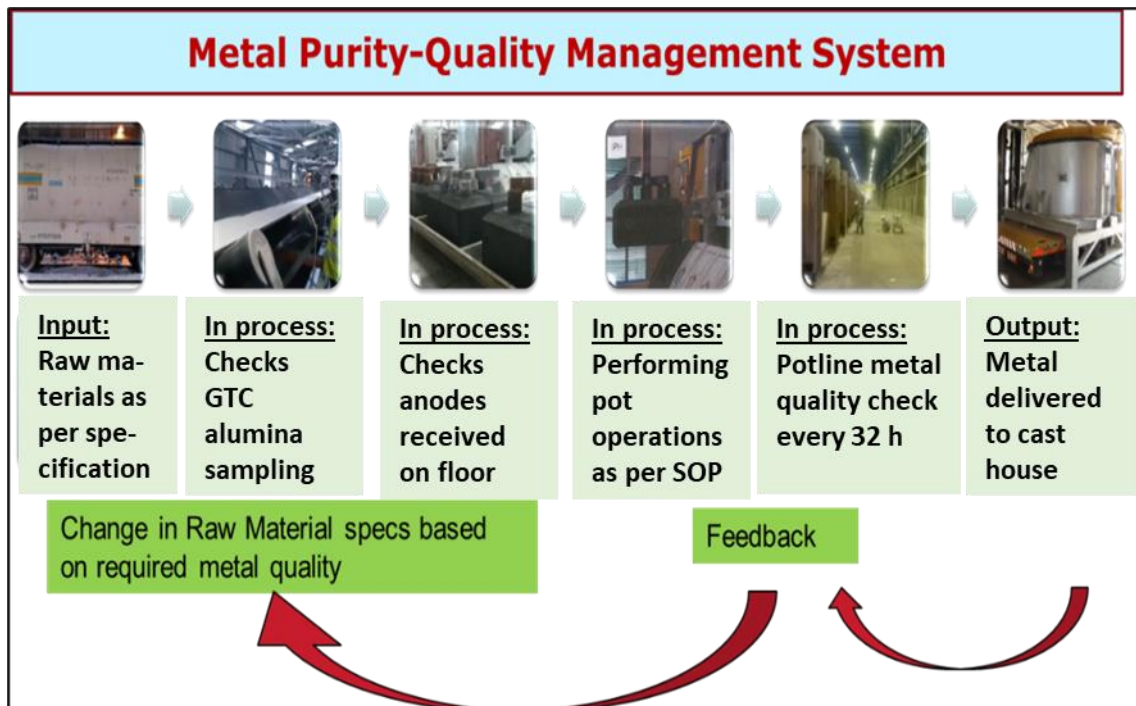 Metal Purity-Quality Management System
Input:
Raw ma-
terials as
per spe-
cification
In process:
Checks
GTC
alumina
sampling
In process:
Checks
anodes
received
on floor
In process:
Performing
pot
operations
as per SOP
In process:
Potline metal
quality check
every 32 h
Output:
Metal
delivered
to cast
house
Change in Raw Material specs based
on required metal quality
Feedback